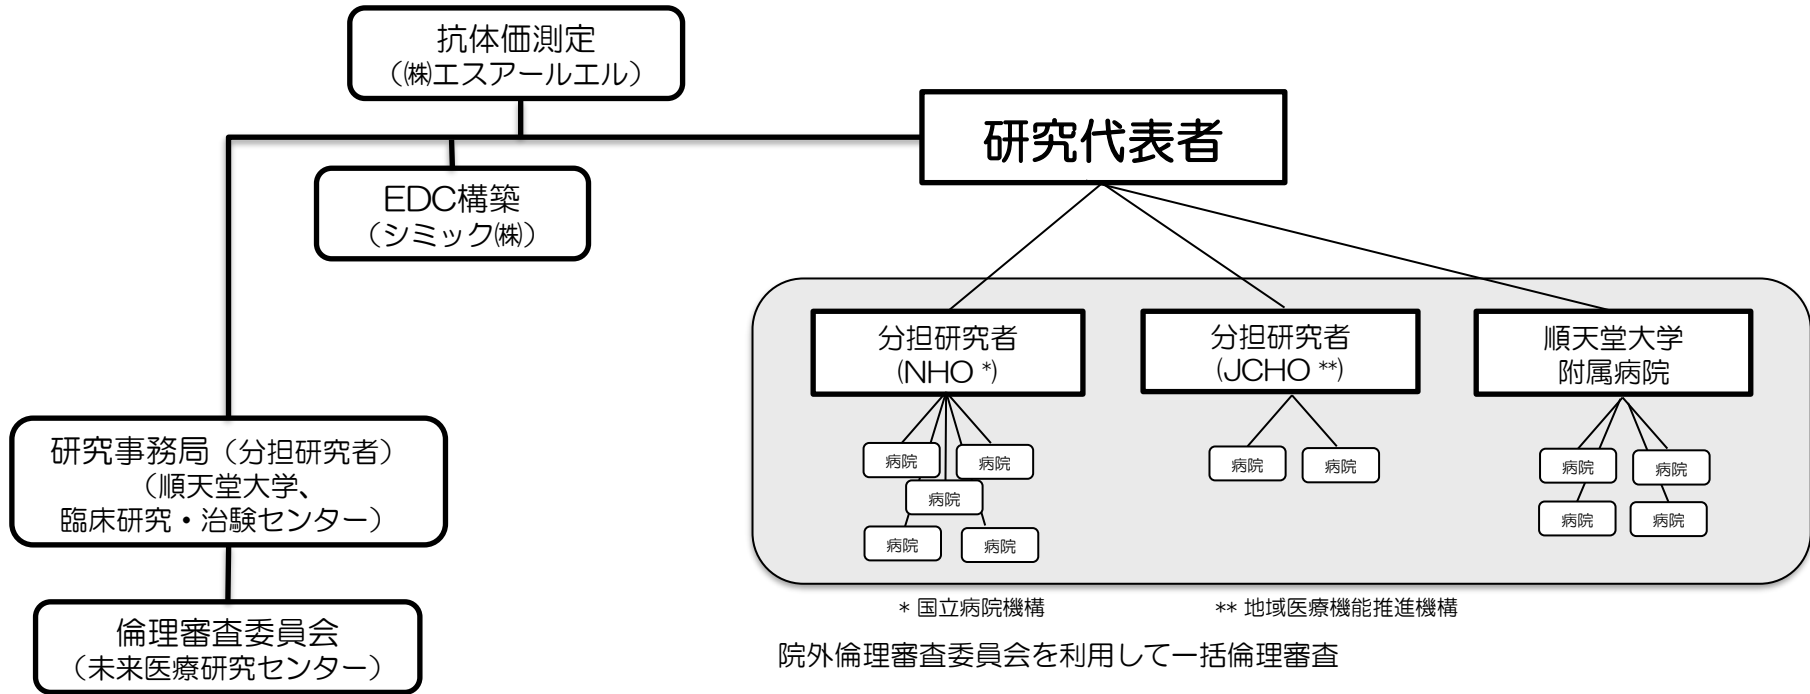 抗体価測定
（㈱エスアールエル）
研究代表者
EDC構築
（シミック㈱）
分担研究者
(NHO *)
分担研究者
(JCHO **)
順天堂大学
附属病院
病院
病院
病院
病院
病院
病院
病院
病院
病院
病院
病院
研究事務局（分担研究者）
（順天堂大学、
臨床研究・治験センター）
倫理審査委員会
（未来医療研究センター）
* 国立病院機構
** 地域医療機能推進機構
院外倫理審査委員会を利用して一括倫理審査